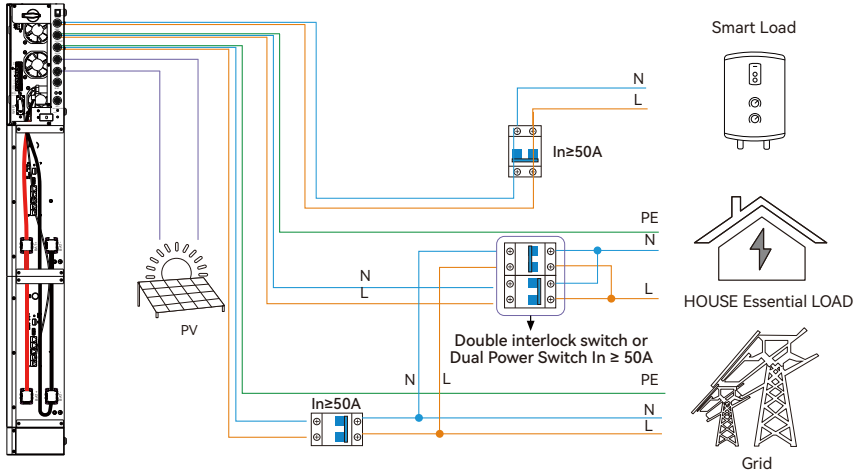 Smart Load
N
L
In≥50A
PE
N
N
L
L
HOUSE Essential LOAD
PV
Double interlock switch or
Dual Power Switch In ≥ 50A
N
L
PE
In≥50A
N
L
Grid